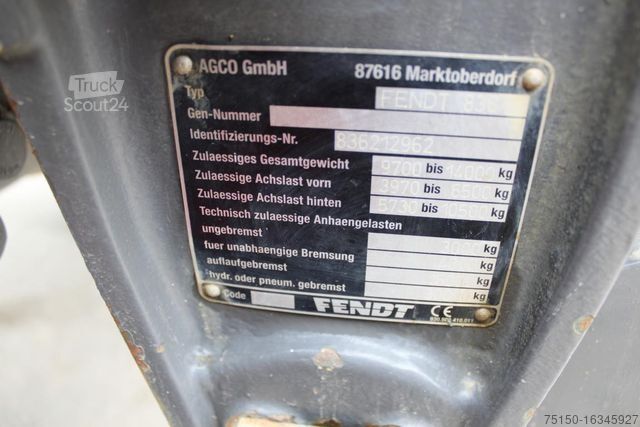 Truck
Scout24
AGCO GmbH 87616 Marktoberdorf
Typ FENDT 836
Gen-Nummer
Identifizierungs-Nr. 836212962
Zulaessiges Gesamtgewicht 9700 bis 14000 kg
Zulaessige Achslast vorn 3970 bis 6500 kg
Zulaessige Achslast hinten 5730 bis 10500 kg
Technisch zulaessige Anhaengelasten
ungebremst kg
fuer unabhaengige Bremsung kg
auflaufgebremst kg
hydr. oder pneum. gebremst kg
Code FENDT CE
75150-16345927